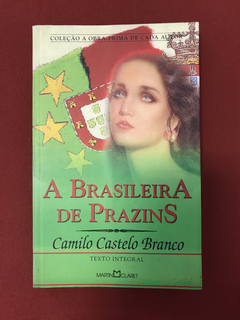 COLEÇÃO A OBRA-PRIMA DE CADA AUTOR
A BRASILEIRA
DE PRAZINS
Camilo Castelo Branco
TEXTO INTEGRAL
MARTIN CLARET